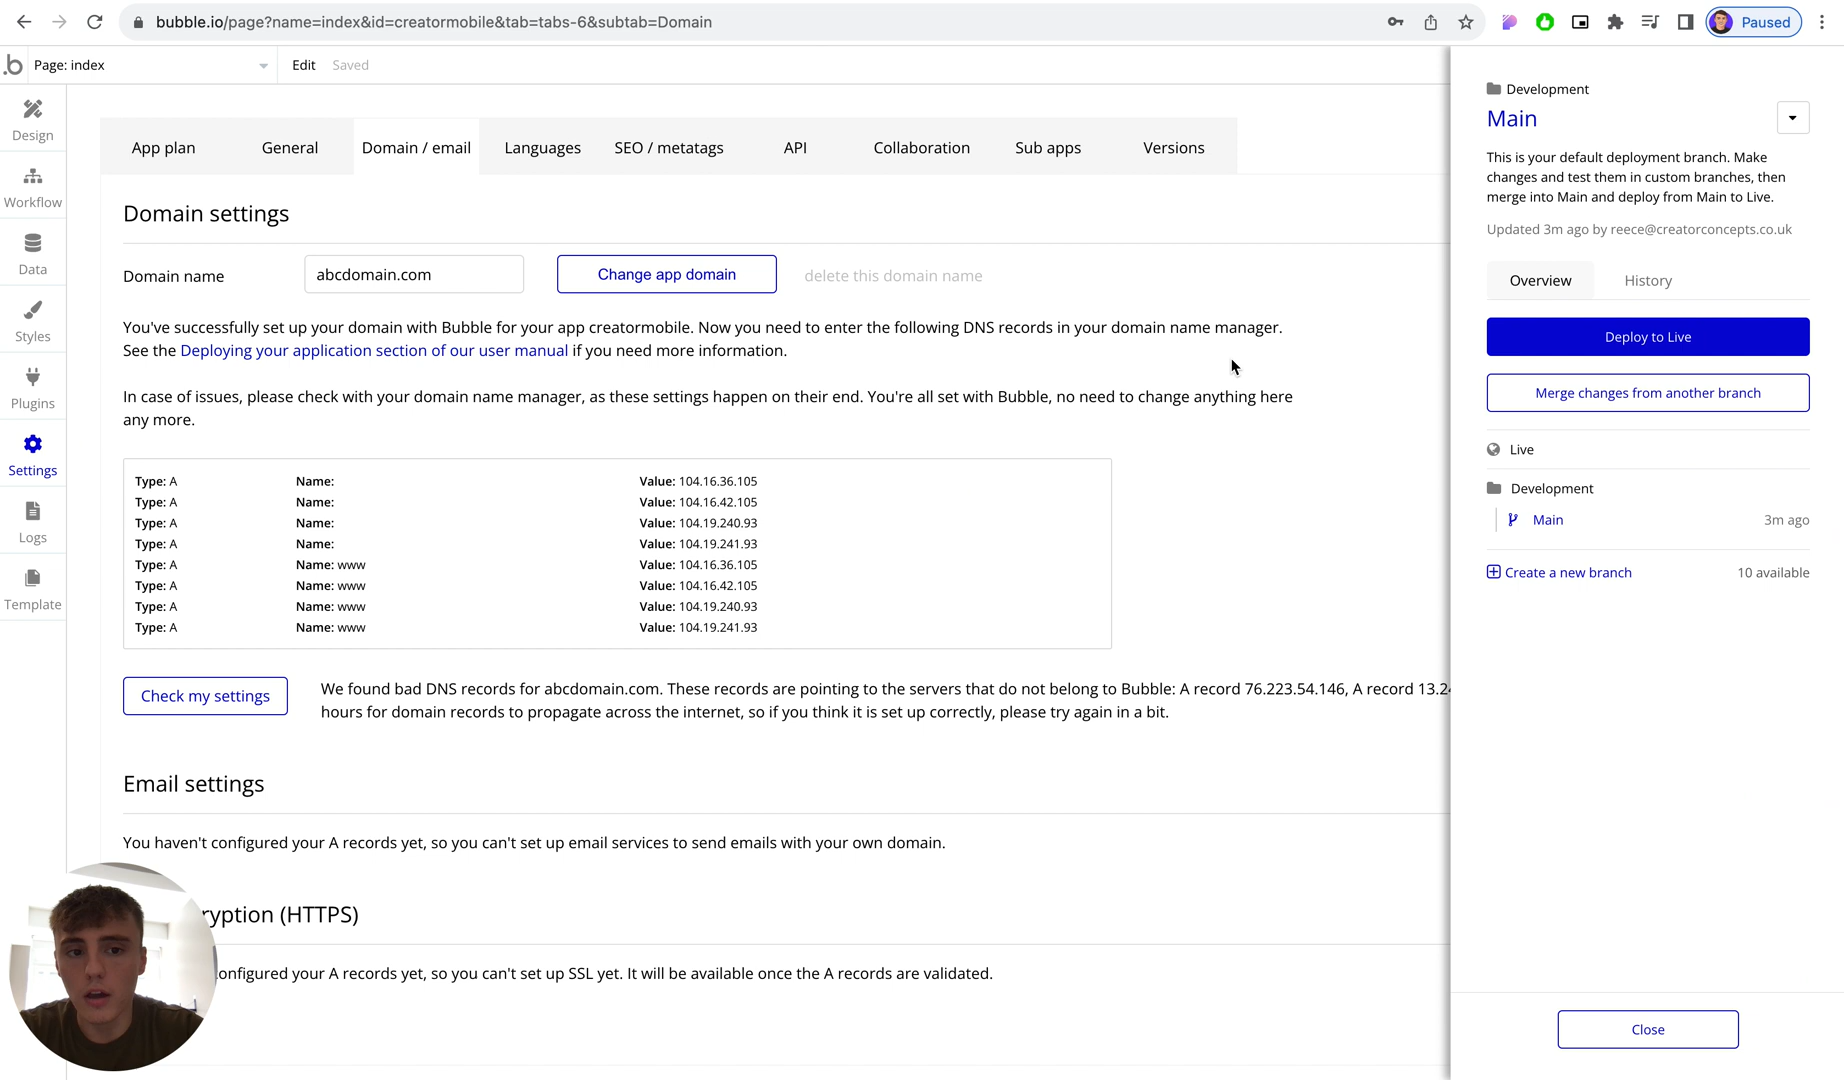 bubble.io/page?name=index&id=creatormobile&tab=tabs-6&subtab=Domain
Paused
.b
Page: index
Edit
Saved
Design
Workflow
Data
Styles
Plugins
Settings
Logs
Template
App plan
General
Domain / email
Languages
SEO / metatags
API
Collaboration
Sub apps
Versions
Domain settings
Domain name
abcdomain.com
Change app domain
delete this domain name
You've successfully set up your domain with Bubble for your app creatormobile. Now you need to enter the following DNS records in your domain name manager.
See the Deploying your application section of our user manual if you need more information.
In case of issues, please check with your domain name manager, as these settings happen on their end. You're all set with Bubble, no need to change anything here
any more.
Type: A Name: Value: 104.16.36.105
Type: A Name: Value: 104.16.42.105
Type: A Name: Value: 104.19.240.93
Type: A Name: Value: 104.19.241.93
Type: A Name: www Value: 104.16.36.105
Type: A Name: www Value: 104.16.42.105
Type: A Name: www Value: 104.19.240.93
Type: A Name: www Value: 104.19.241.93
Check my settings
We found bad DNS records for abcdomain.com. These records are pointing to the servers that do not belong to Bubble: A record 76.223.54.146, A record
hours for domain records to propagate across the internet, so if you think it is set up correctly, please try again in a bit.
Email settings
You haven't configured your A records yet, so you can't set up email services to send emails with your own domain.
ryption (HTTPS)
onfigured your A records yet, so you can't set up SSL yet. It will be available once the A records are validated.
Development
Main
This is your default deployment branch. Make
changes and test them in custom branches, then
merge into Main and deploy from Main to Live.
Updated 3m ago by reece@creatorconcepts.co.uk
Overview
History
Deploy to Live
Merge changes from another branch
Live
Development
Main 3m ago
Create a new branch 10 available
Close